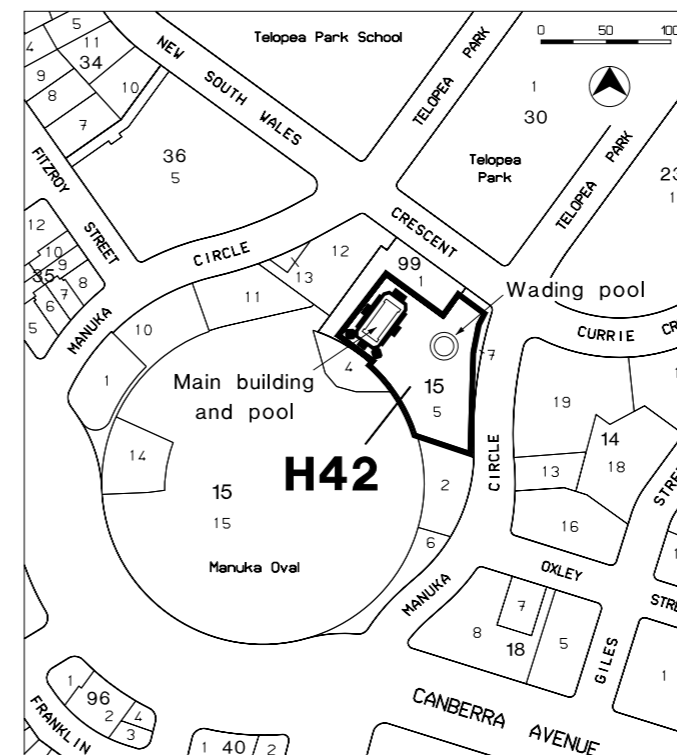 5
4
11
34
9
10
8
7
NEW SOUTH WALES
Telopea Park School
TELOPEA PARK
0 50 100
1
30
Telopea
Park
TELOPEA PARK
36
5
FITZROY STREET
CRESCENT
CIRCLE
12
10
9
35
8
7
6
5
MANUKA
12
13
11
10
1
99
1
Wading pool
CURRIE
7
4
15
5
Main building
and pool
H42
14
15
15
Manuka Oval
2
6
CIRCLE
MANUKA
19
14
18
13
16
OXLEY
7
8
18
5
GILES
1
CANBERRA AVENUE
1
96
2
4
3
FRANKLIN
1 40 2